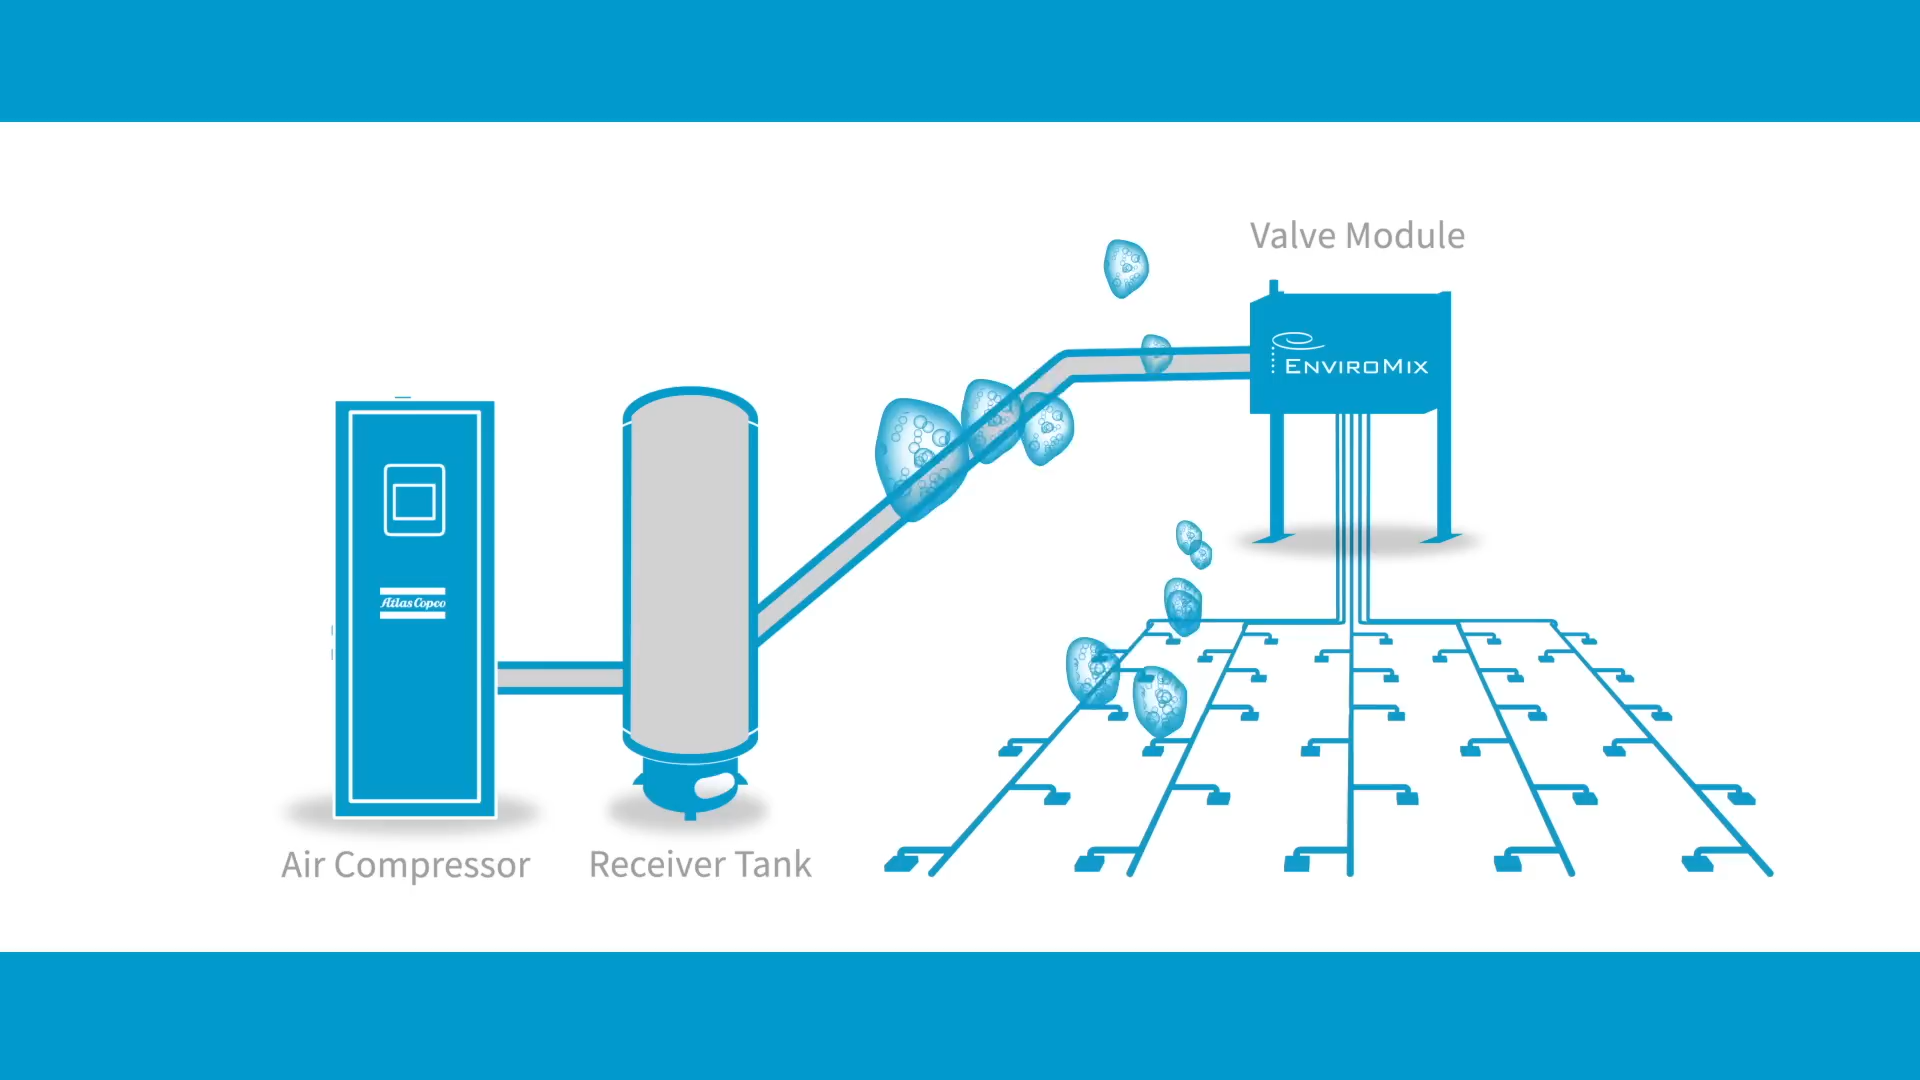 Valve Module
EnviroMix
Atlas Copco
Air Compressor
Receiver Tank